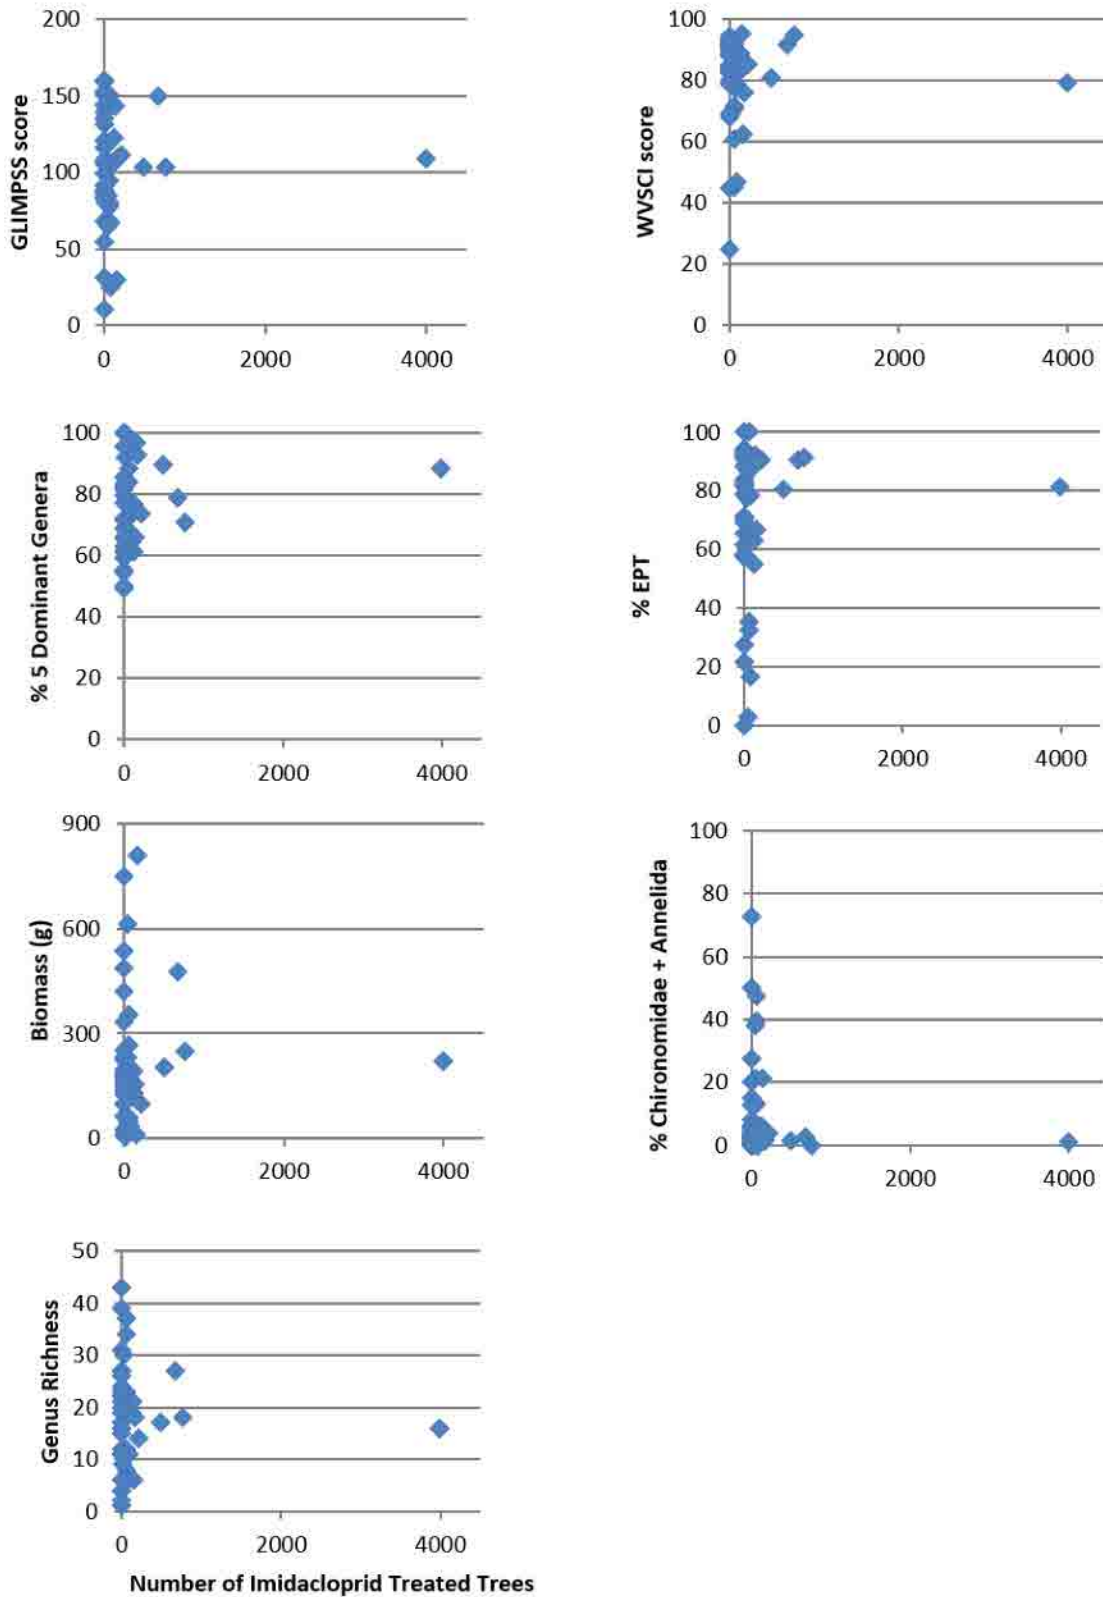 GLIMPSS score
200
150
100
50
0
0 2000 4000
WVSCI score
100
80
60
40
20
0
0 2000 4000
% 5 Dominant Genera
100
80
60
40
20
0
0 2000 4000
% EPT
100
80
60
40
20
0
0 2000 4000
Biomass (g)
900
600
300
0
0 2000 4000
% Chironomidae + Annelida
100
80
60
40
20
0
0 2000 4000
Genus Richness
50
40
30
20
10
0
0 2000 4000
Number of Imidacloprid Treated Trees